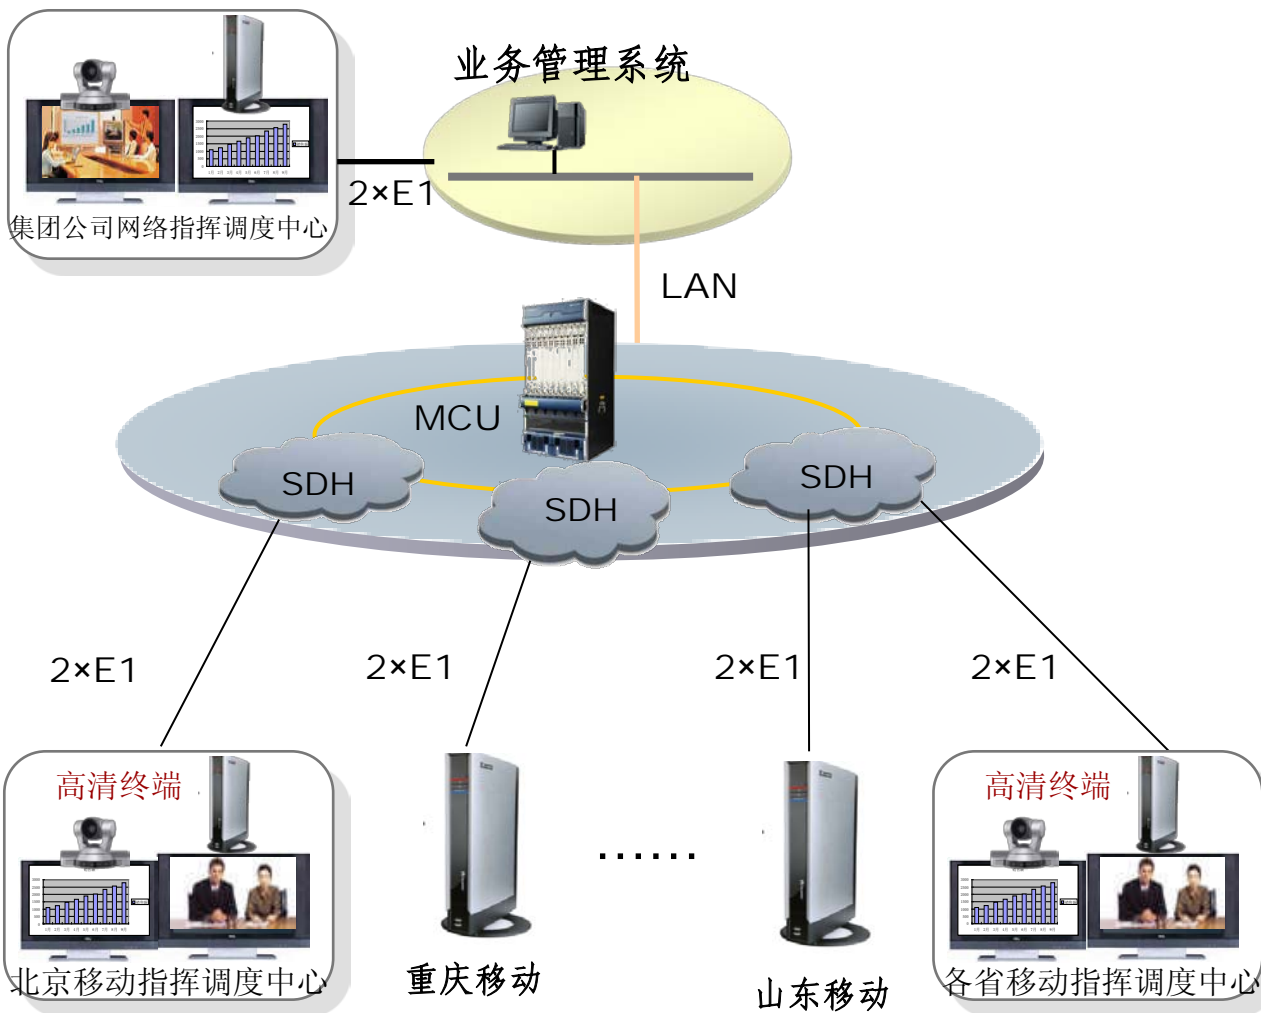 业务管理系统
2×E1
集团公司网络指挥调度中心
LAN
MCU
SDH
SDH
SDH
2×E1
2×E1
2×E1
2×E1
高清终端
高清终端
……
北京移动指挥调度中心
重庆移动
山东移动
各省移动指挥调度中心